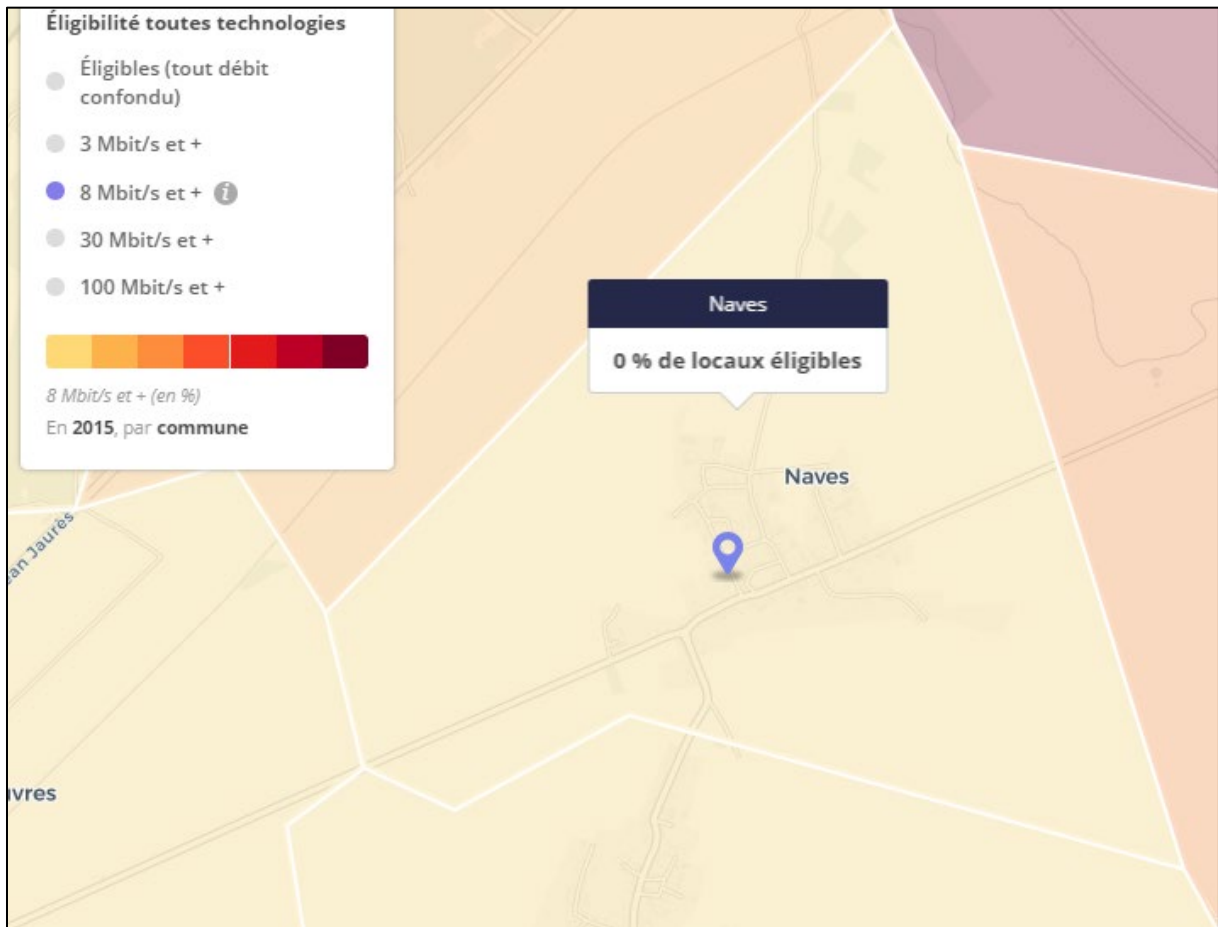 Éligibilité toutes technologies
Éligibles (tout débit
confondu)
3 Mbit/s et +
8 Mbit/s et + i
30 Mbit/s et +
100 Mbit/s et +
8 Mbit/s et + (en %)
En 2015, par commune
Naves
0 % de locaux éligibles
Naves
ean Jaurès
uvres